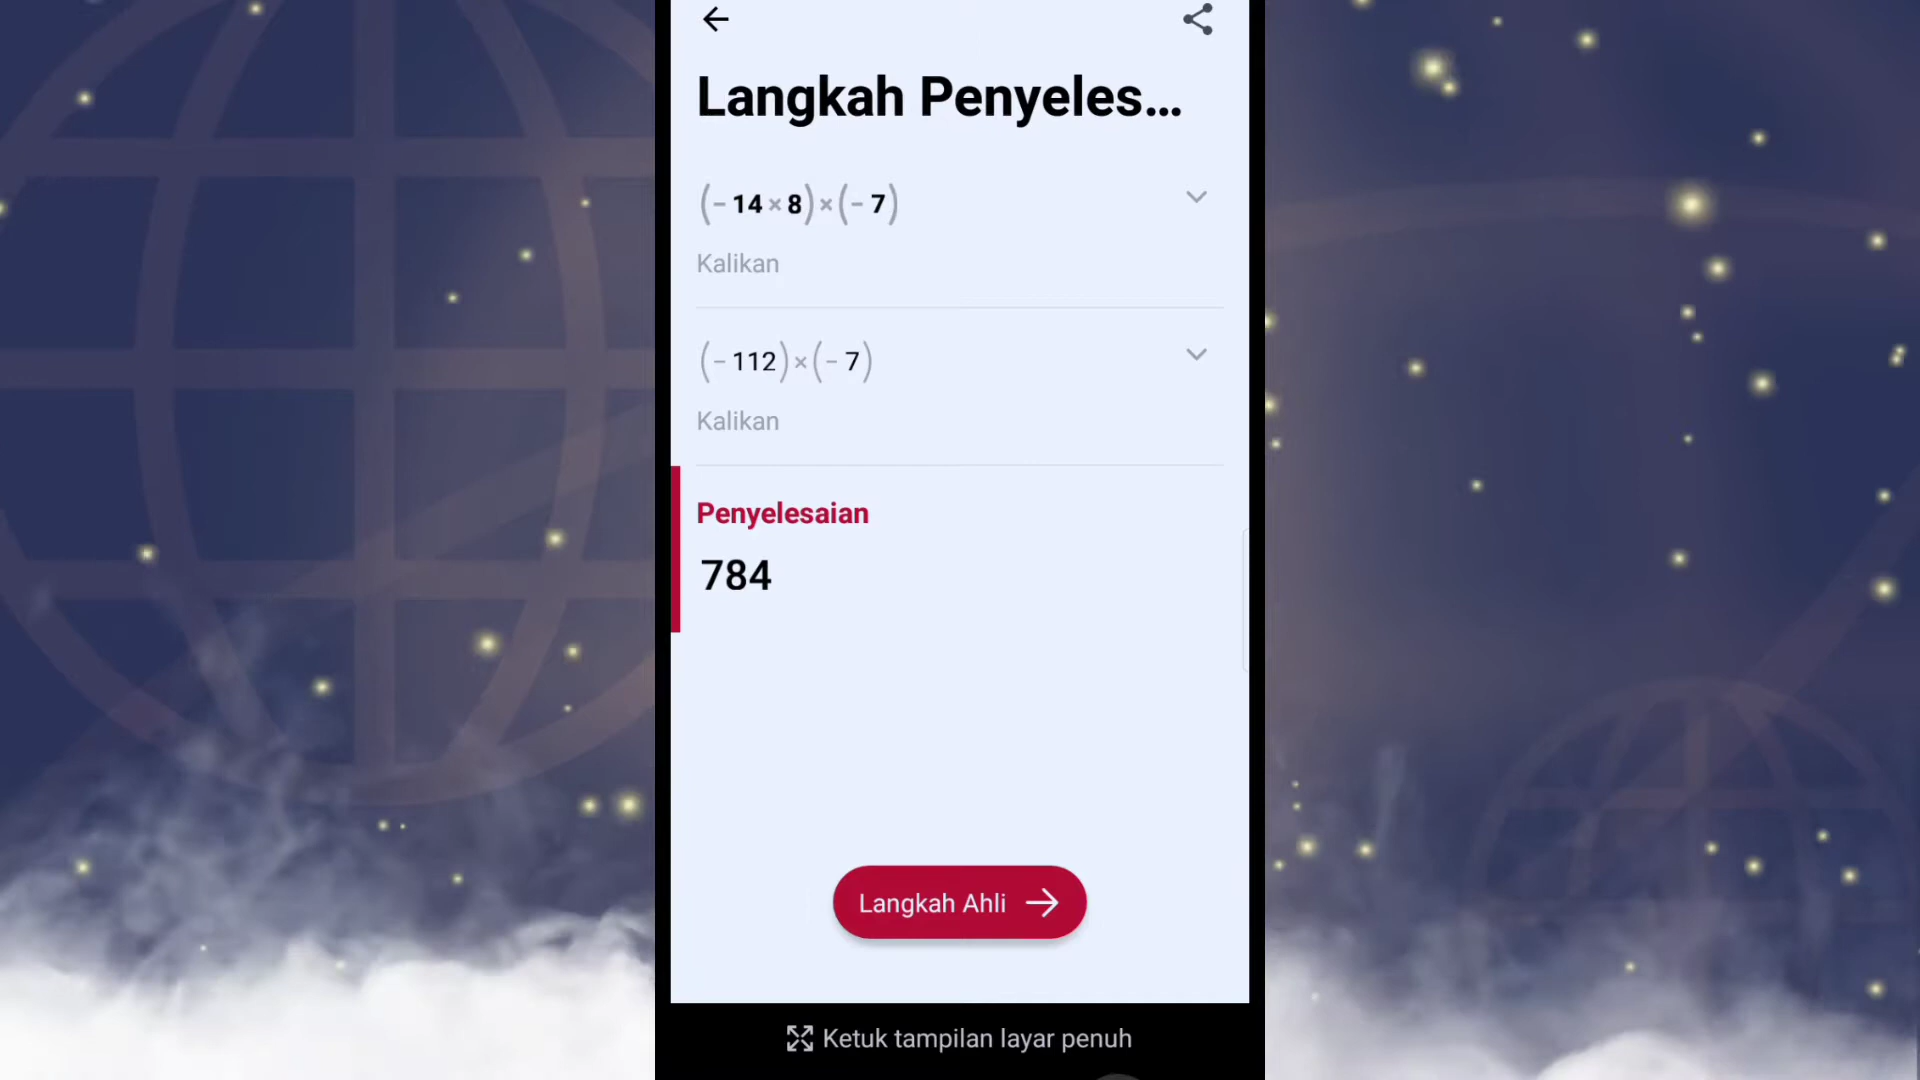 Langkah Penyeles...
(-14×8)×(-7)
Kalikan
(-112)×(-7)
Kalikan
Penyelesaian
784
Langkah Ahli
Ketuk tampilan layar penuh